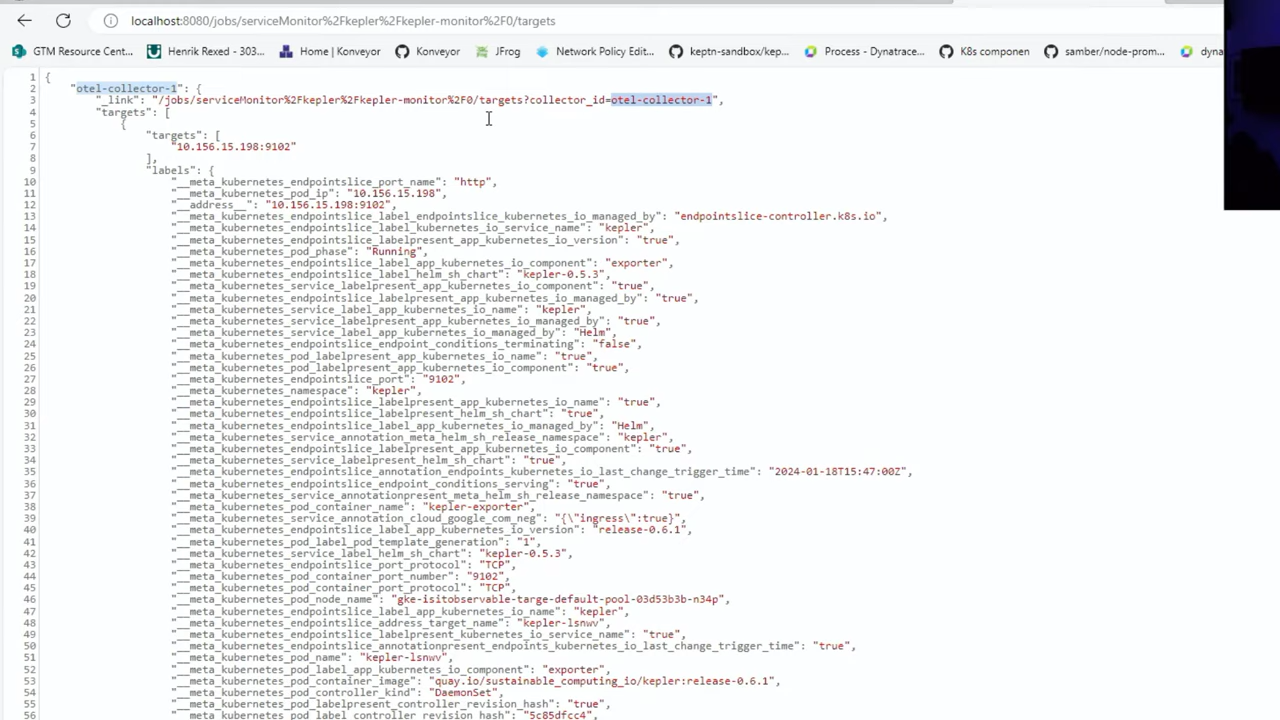 localhost:8080/jobs/serviceMonitor%2Fkepler%2Fkepler-monitor%2F0/targets
GTM Resource Cent... Henrik Rexed - 303... Home | Konveyor Konveyor JFrog Network Policy Edit... keptn-sandbox/kep... Process - Dynatrace... K8s componen samber/node-prom... dyna
1 {
2 "otel-collector-1": {
3 "_link": "/jobs/serviceMonitor%2Fkepler%2Fkepler-monitor%2F0/targets?collector_id=otel-collector-1",
4 "targets": [
5 {
6 "targets": [
7 "10.156.15.198:9102"
8 ],
9 "labels": {
10 "__meta_kubernetes_endpointslice_port_name": "http",
11 "__meta_kubernetes_pod_ip": "10.156.15.198",
12 "__address__": "10.156.15.198:9102",
13 "__meta_kubernetes_endpointslice_label_endpointslice_kubernetes_io_managed_by": "endpointslice-controller.k8s.io",
14 "__meta_kubernetes_endpointslice_label_kubernetes_io_service_name": "kepler",
15 "__meta_kubernetes_endpointslice_labelpresent_app_kubernetes_io_version": "true",
16 "__meta_kubernetes_pod_phase": "Running",
17 "__meta_kubernetes_endpointslice_label_app_kubernetes_io_component": "exporter",
18 "__meta_kubernetes_endpointslice_label_helm_sh_chart": "kepler-0.5.3",
19 "__meta_kubernetes_service_labelpresent_app_kubernetes_io_component": "true",
20 "__meta_kubernetes_endpointslice_labelpresent_app_kubernetes_io_managed_by": "true",
21 "__meta_kubernetes_service_label_app_kubernetes_io_name": "kepler",
22 "__meta_kubernetes_service_labelpresent_app_kubernetes_io_managed_by": "true",
23 "__meta_kubernetes_service_label_app_kubernetes_io_managed_by": "Helm",
24 "__meta_kubernetes_endpointslice_endpoint_conditions_terminating": "false",
25 "__meta_kubernetes_pod_labelpresent_app_kubernetes_io_name": "true",
26 "__meta_kubernetes_pod_labelpresent_app_kubernetes_io_component": "true",
27 "__meta_kubernetes_endpointslice_port": "9102",
28 "__meta_kubernetes_namespace": "kepler",
29 "__meta_kubernetes_endpointslice_labelpresent_app_kubernetes_io_name": "true",
30 "__meta_kubernetes_endpointslice_labelpresent_helm_sh_chart": "true",
31 "__meta_kubernetes_endpointslice_label_app_kubernetes_io_managed_by": "Helm",
32 "__meta_kubernetes_service_annotation_meta_helm_sh_release_namespace": "kepler",
33 "__meta_kubernetes_endpointslice_labelpresent_app_kubernetes_io_component": "true",
34 "__meta_kubernetes_service_labelpresent_helm_sh_chart": "true",
35 "__meta_kubernetes_endpointslice_annotation_endpoints_kubernetes_io_last_change_trigger_time": "2024-01-18T15:47:00Z",
36 "__meta_kubernetes_endpointslice_endpoint_conditions_serving": "true",
37 "__meta_kubernetes_service_annotationpresent_meta_helm_sh_release_namespace": "true",
38 "__meta_kubernetes_pod_container_name": "kepler-exporter",
39 "__meta_kubernetes_service_annotation_cloud_google_com_neg": "{\"ingress\":true}",
40 "__meta_kubernetes_endpointslice_label_app_kubernetes_io_version": "release-0.6.1",
41 "__meta_kubernetes_pod_label_pod_template_generation": "1",
42 "__meta_kubernetes_service_label_helm_sh_chart": "kepler-0.5.3",
43 "__meta_kubernetes_endpointslice_port_protocol": "TCP",
44 "__meta_kubernetes_pod_container_port_number": "9102",
45 "__meta_kubernetes_pod_container_port_protocol": "TCP",
46 "__meta_kubernetes_pod_node_name": "gke-isitobservable-targe-default-pool-03d53b3b-n34p",
47 "__meta_kubernetes_endpointslice_label_app_kubernetes_io_name": "kepler",
48 "__meta_kubernetes_endpointslice_address_target_name": "kepler-lsnwv",
49 "__meta_kubernetes_endpointslice_labelpresent_kubernetes_io_service_name": "true",
50 "__meta_kubernetes_endpointslice_annotationpresent_endpoints_kubernetes_io_last_change_trigger_time": "true",
51 "__meta_kubernetes_pod_name": "kepler-lsnwv",
52 "__meta_kubernetes_pod_label_app_kubernetes_io_component": "exporter",
53 "__meta_kubernetes_pod_container_image": "quay.io/sustainable_computing_io/kepler:release-0.6.1",
54 "__meta_kubernetes_pod_controller_kind": "DaemonSet",
55 "__meta_kubernetes_pod_labelpresent_controller_revision_hash": "true",
56 "__meta_kubernetes_pod_label_controller_revision_hash": "5c85dfcc4",